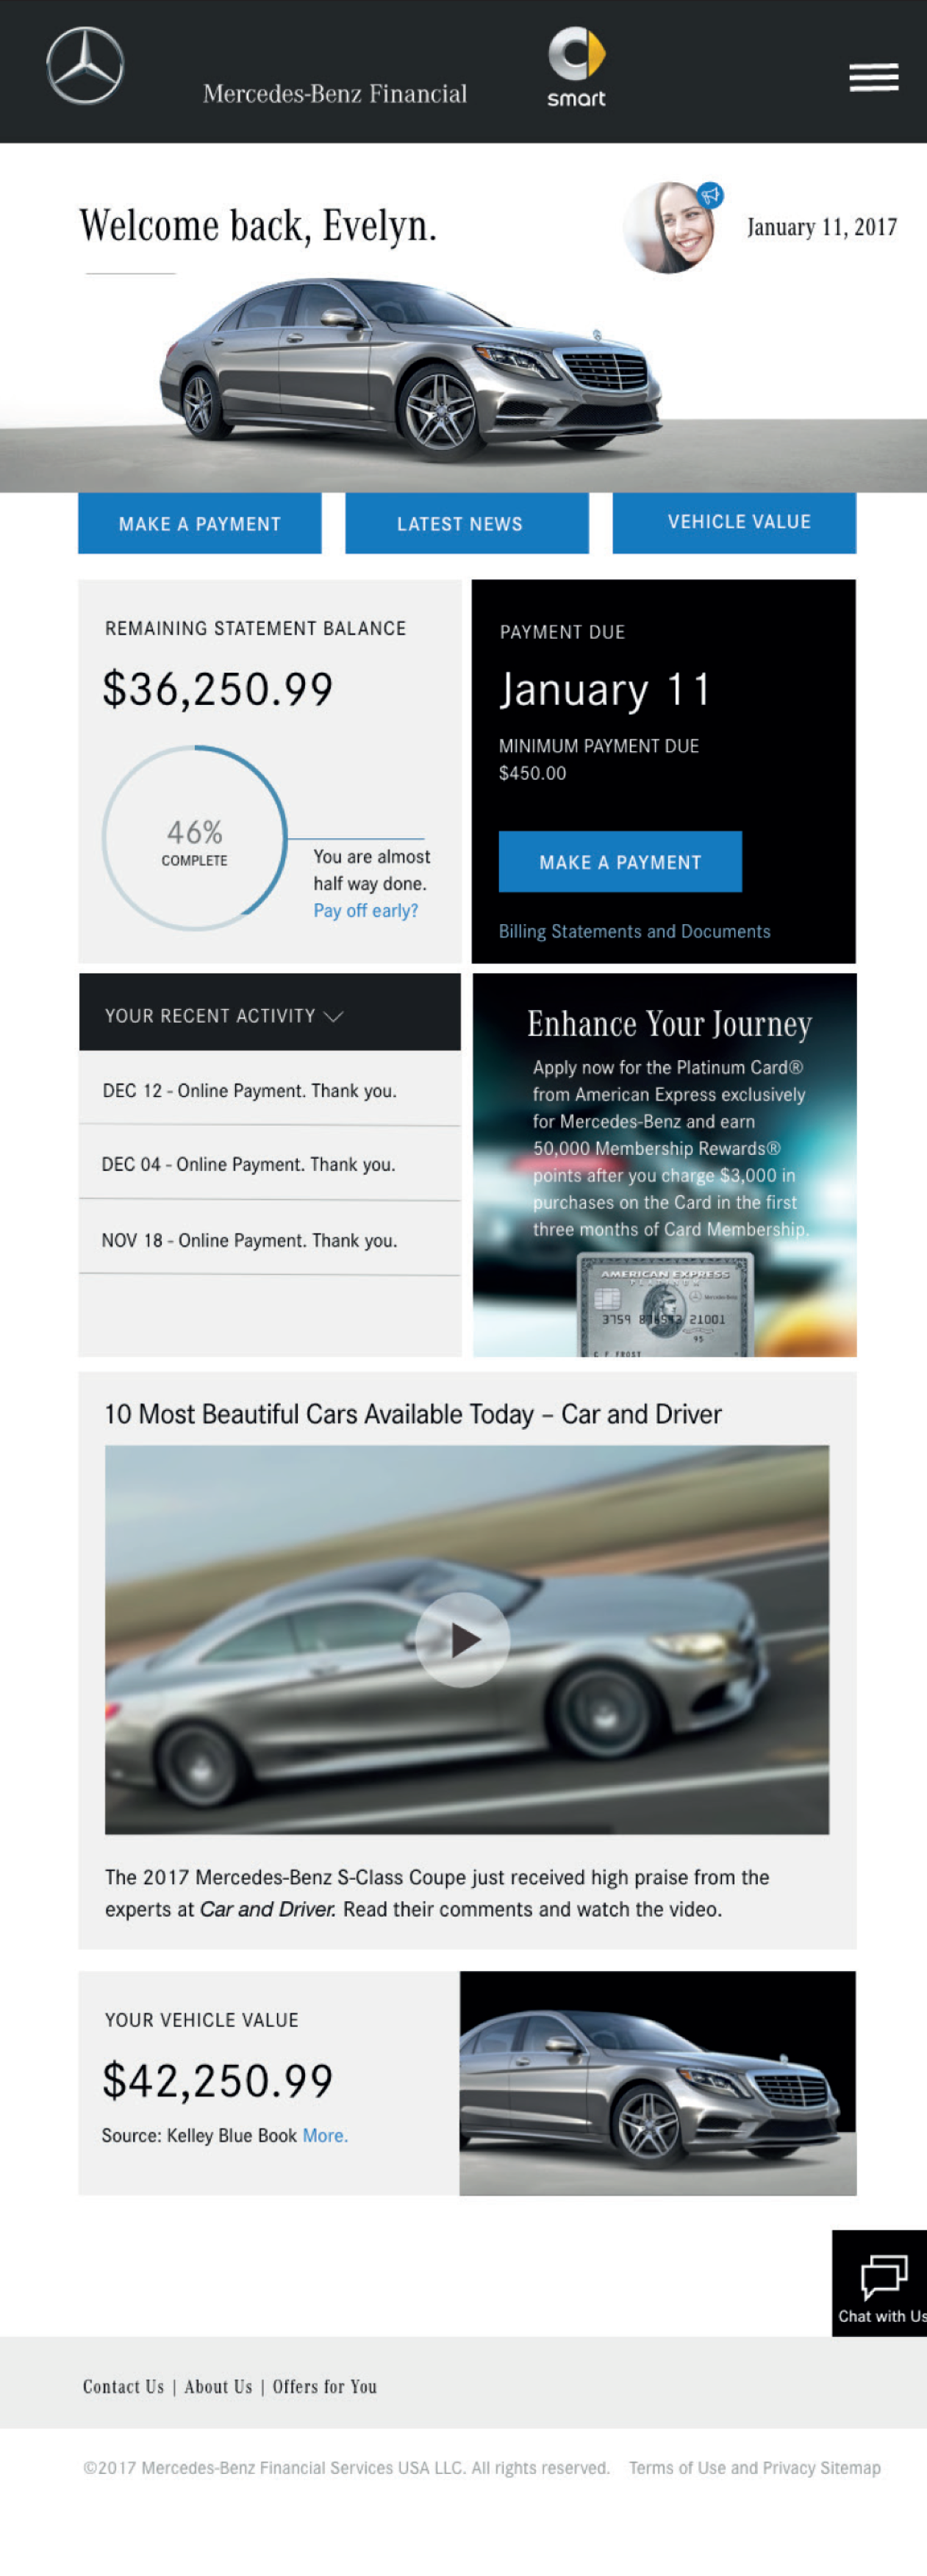 Mercedes-Benz Financial
smart
Welcome back, Evelyn.
January 11, 2017
MAKE A PAYMENT
LATEST NEWS
VEHICLE VALUE
REMAINING STATEMENT BALANCE
$36,250.99
46%
COMPLETE
You are almost
half way done.
Pay off early?
PAYMENT DUE
January 11
MINIMUM PAYMENT DUE
$450.00
MAKE A PAYMENT
Billing Statements and Documents
YOUR RECENT ACTIVITY
DEC 12 - Online Payment. Thank you.
DEC 04 - Online Payment. Thank you.
NOV 18 - Online Payment. Thank you.
Enhance Your Journey
Apply now for the Platinum Card®
from American Express exclusively
for Mercedes-Benz and earn
50,000 Membership Rewards®
points after you charge $3,000 in
purchases on the Card in the first
three months of Card Membership.
AMERICAN EXPRESS
PLATINUM
Mercedes-Benz
3759 876543 21001
95
C F FROST
10 Most Beautiful Cars Available Today – Car and Driver
The 2017 Mercedes-Benz S-Class Coupe just received high praise from the
experts at Car and Driver. Read their comments and watch the video.
YOUR VEHICLE VALUE
$42,250.99
Source: Kelley Blue Book More.
Chat with Us
Contact Us | About Us | Offers for You
©2017 Mercedes-Benz Financial Services USA LLC. All rights reserved. Terms of Use and Privacy Sitemap